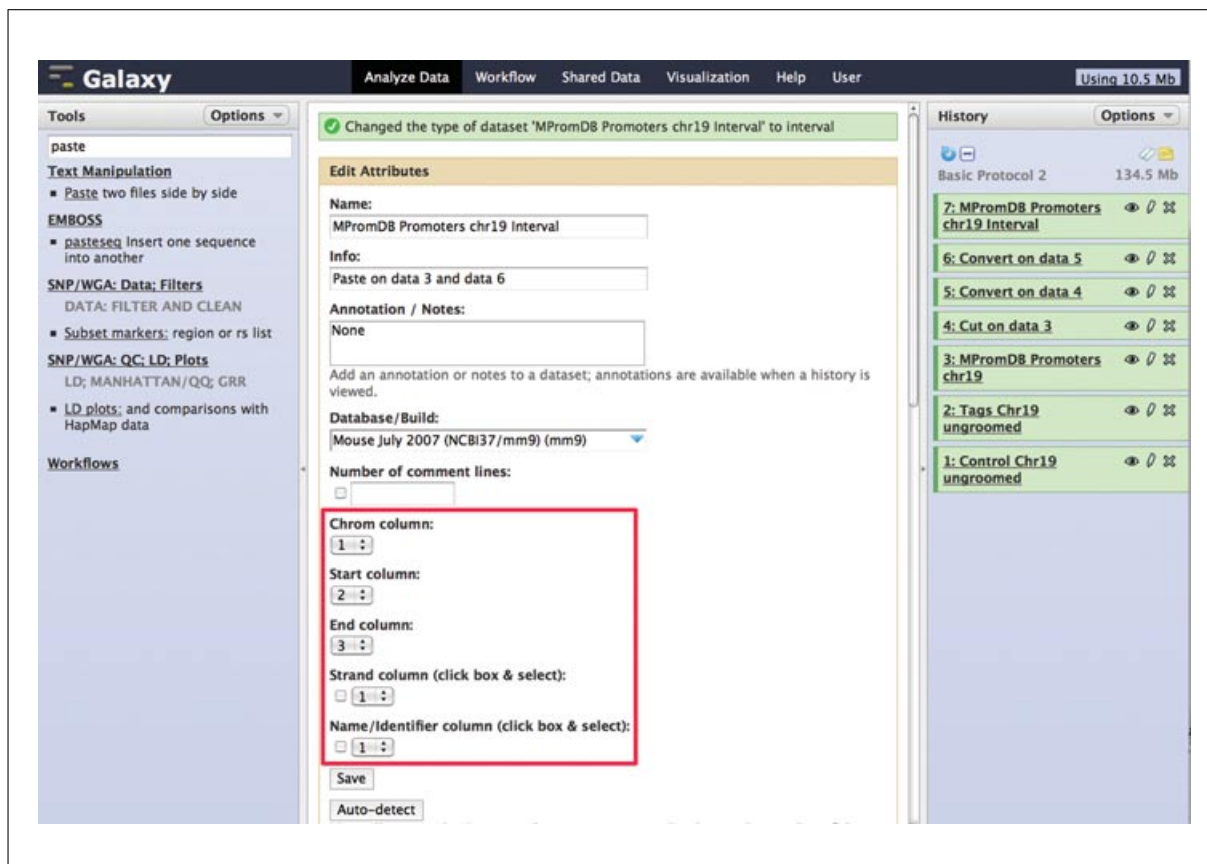 Galaxy
Analyze Data Workflow Shared Data Visualization Help User
Using 10.5 Mb
Tools
Options
paste
Text Manipulation
Paste two files side by side
EMBOSS
pasteseq Insert one sequence
into another
SNP/WGA: Data; Filters
DATA: FILTER AND CLEAN
Subset markers: region or rs list
SNP/WGA: QC; LD; Plots
LD; MANHATTAN/QQ; GRR
LD plots: and comparisons with
HapMap data
Workflows
Changed the type of dataset 'MPromDB Promoters chr19 Interval' to interval
Edit Attributes
Name:
MPromDB Promoters chr19 Interval
Info:
Paste on data 3 and data 6
Annotation / Notes:
None
Add an annotation or notes to a dataset; annotations are available when a history is
viewed.
Database/Build:
Mouse July 2007 (NCBI37/mm9) (mm9)
Number of comment lines:
Chrom column:
1
Start column:
2
End column:
3
Strand column (click box & select):
1
Name/Identifier column (click box & select):
1
Save
Auto-detect
History
Options
Basic Protocol 2 134.5 Mb
7: MPromDB Promoters
chr19 Interval
6: Convert on data 5
5: Convert on data 4
4: Cut on data 3
3: MPromDB Promoters
chr19
2: Tags Chr19
ungroomed
1: Control Chr19
ungroomed